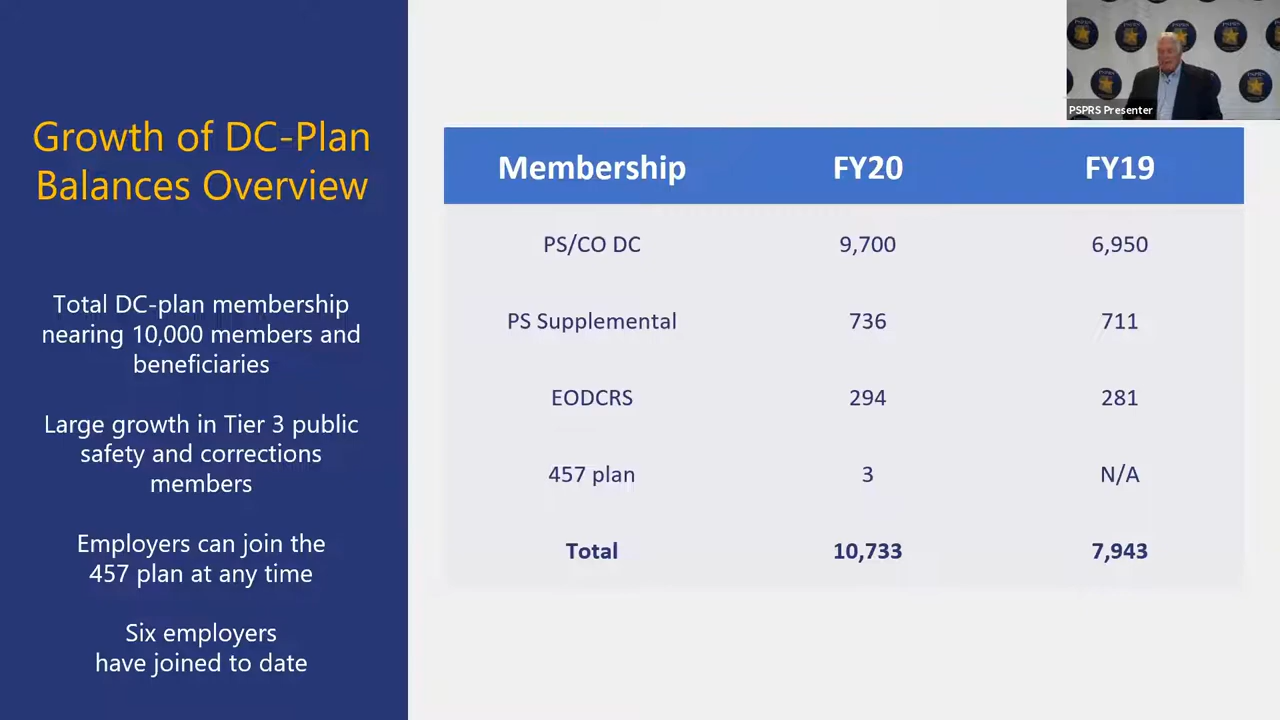 Growth of DC-Plan
Balances Overview
Total DC-plan membership
nearing 10,000 members and
beneficiaries
Large growth in Tier 3 public
safety and corrections
members
Employers can join the
457 plan at any time
Six employers
have joined to date
PSPRS Presenter
Membership FY20 FY19
PS/CO DC 9,700 6,950
PS Supplemental 736 711
EODCRS 294 281
457 plan 3 N/A
Total 10,733 7,943